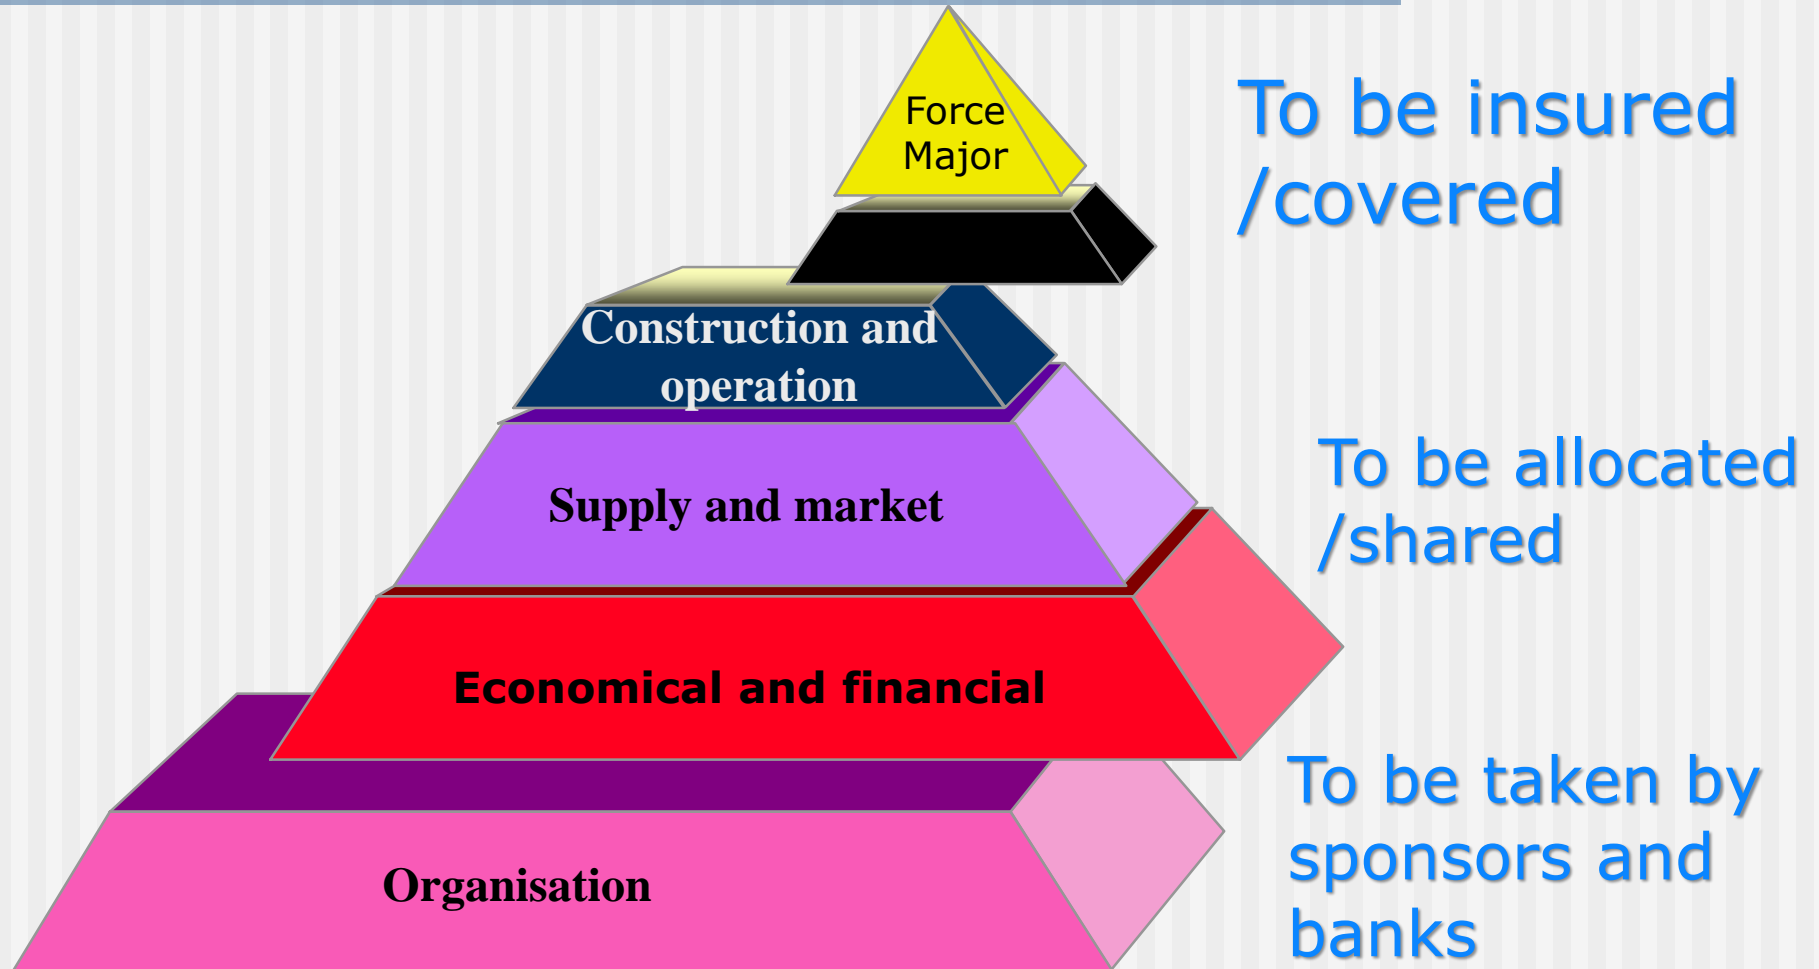 Force
Major
To be insured
/covered
Construction and
operation
Supply and market
To be allocated
/shared
Economical and financial
To be taken by
sponsors and
banks
Organisation